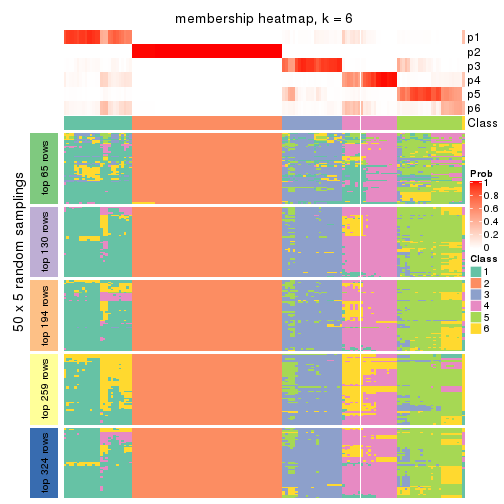 membership heatmap, k = 6
p1
p2
p3
p4
p5
p6
Class
50 x 5 random samplings
top 65 rows
top 130 rows
top 194 rows
top 259 rows
top 324 rows
Prob
1
0.8
0.6
0.4
0.2
0
Class
1
2
3
4
5
6